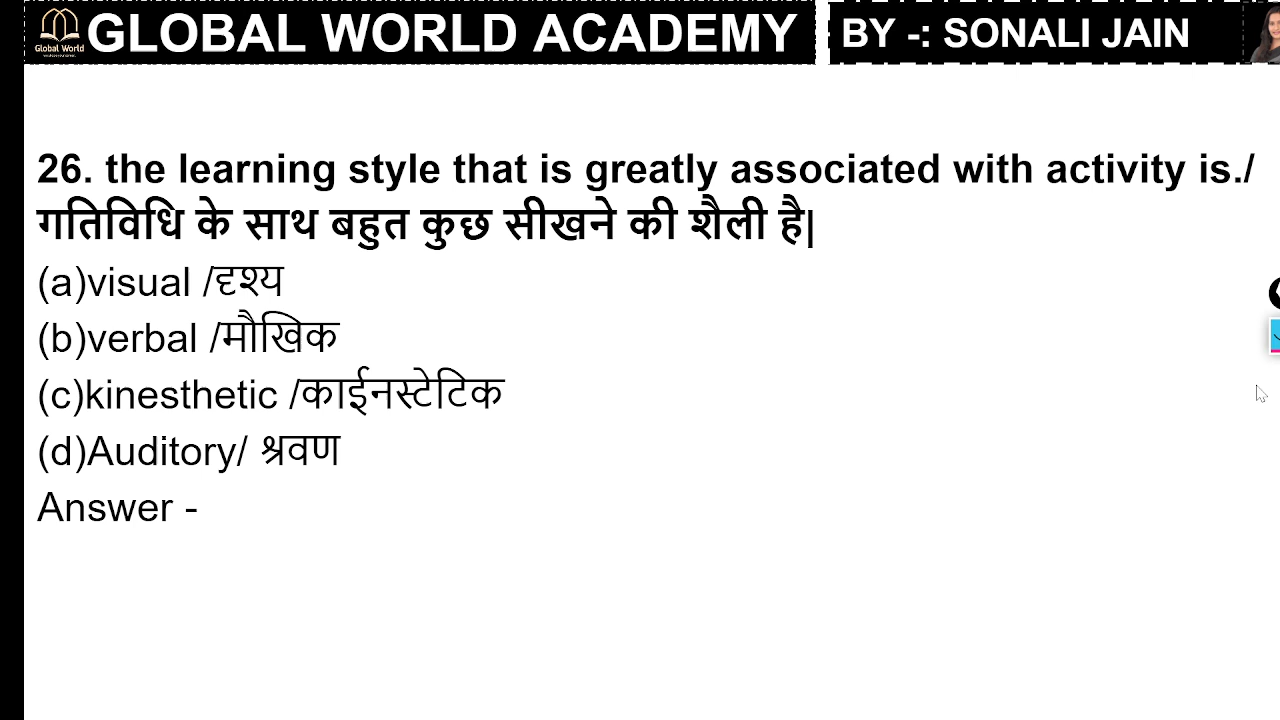 GLOBAL WORLD ACADEMY
BY -: SONALI JAIN
Global World
26. the learning style that is greatly associated with activity is./
गतिविधि के साथ बहुत कुछ सीखने की शैली है|
(a)visual /दृश्य
(b)verbal /मौखिक
(c)kinesthetic /काईनस्टेटिक
(d)Auditory/ श्रवण
Answer -